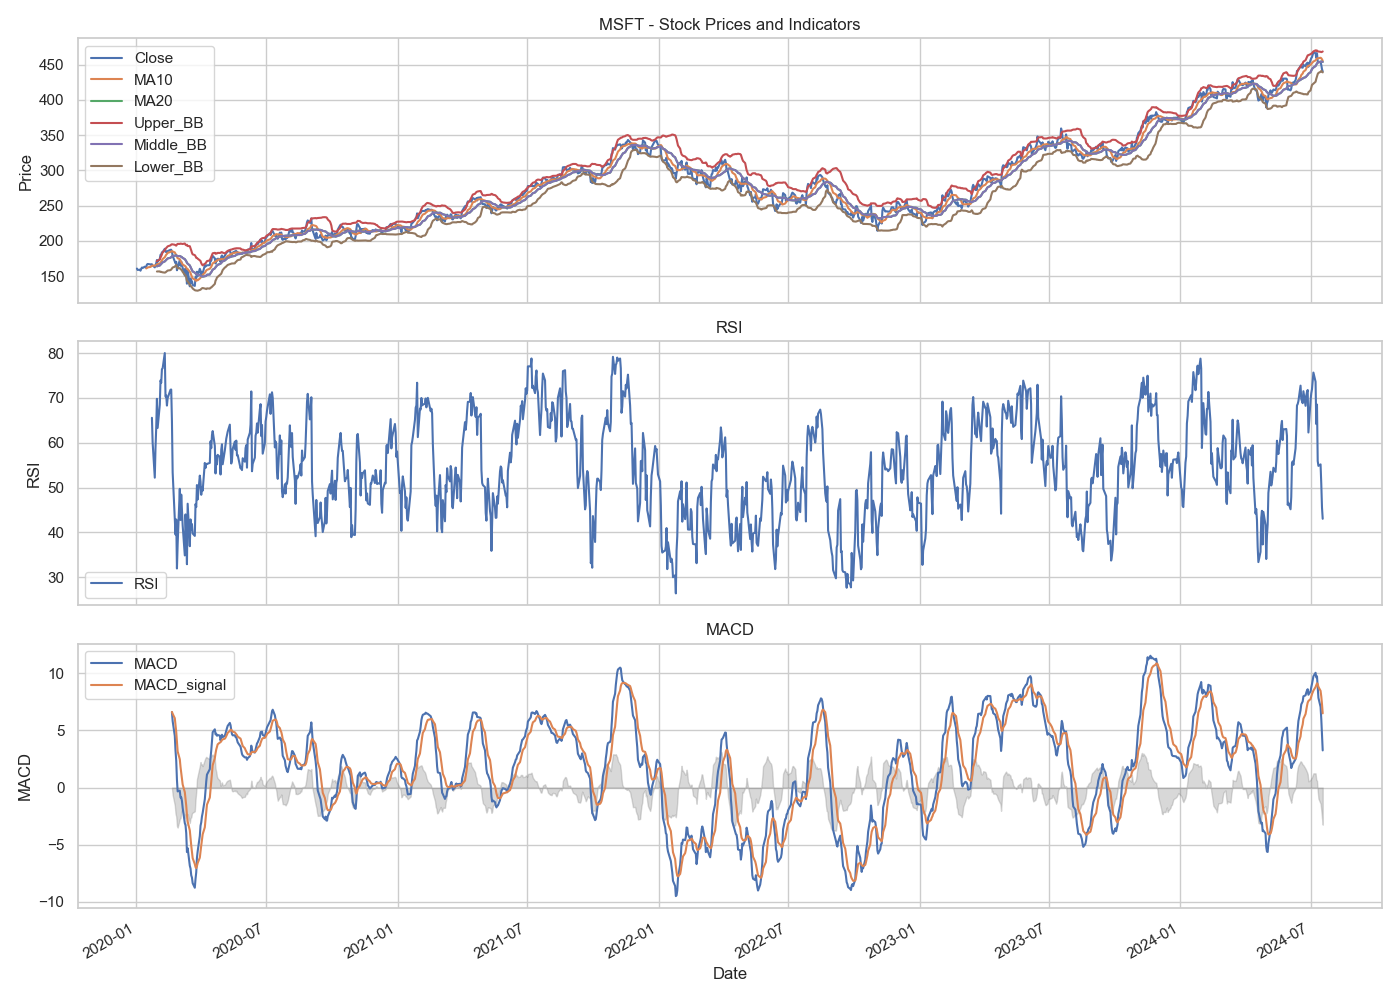 MSFT - Stock Prices and Indicators
Close
MA10
MA20
Upper_BB
Middle_BB
Lower_BB
Price
450
400
350
300
250
200
150
RSI
RSI
80
70
60
50
40
30
RSI
MACD
MACD
MACD_signal
MACD
10
5
0
−5
−10
2020-01
2020-07
2021-01
2021-07
2022-01
2022-07
2023-01
2023-07
2024-01
2024-07
Date